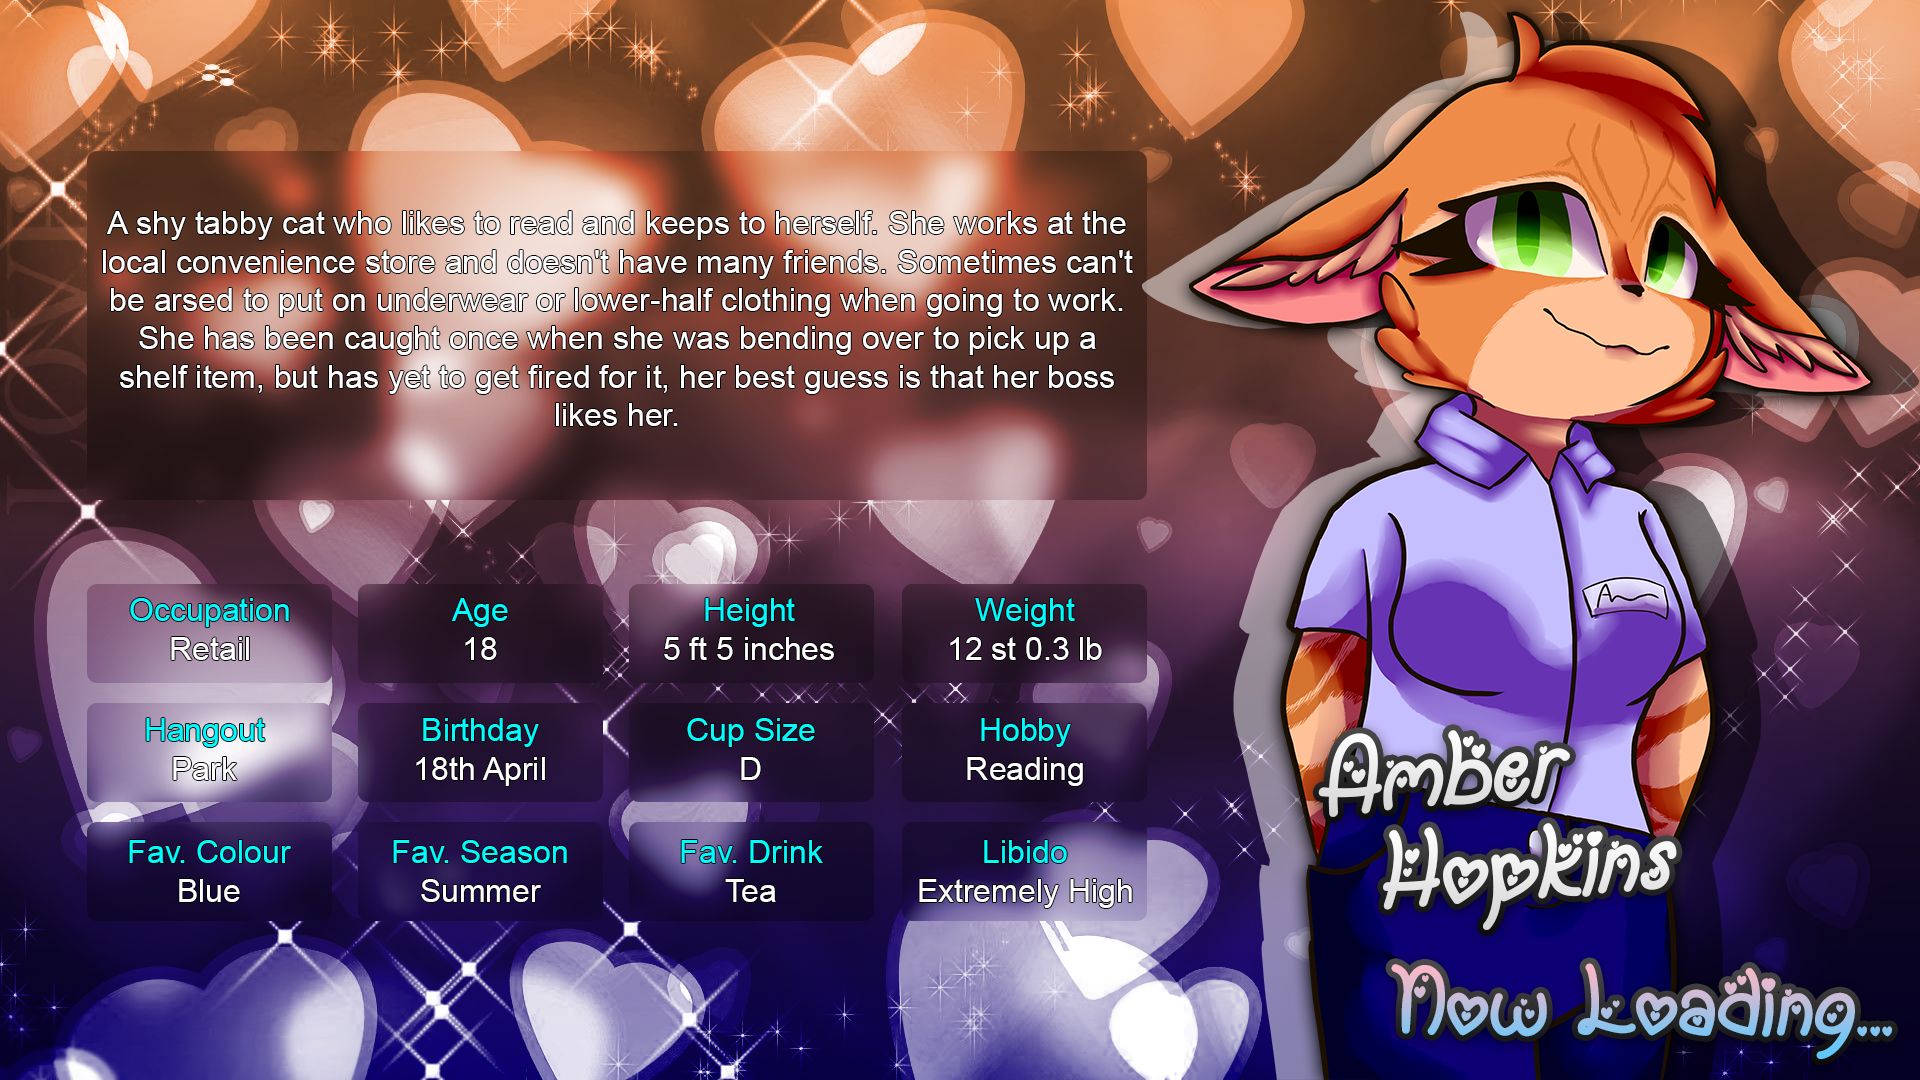 A shy tabby cat who likes to read and keeps to herself. She works at the
local convenience store and doesn't have many friends. Sometimes can't
be arsed to put on underwear or lower-half clothing when going to work.
She has been caught once when she was bending over to pick up a
shelf item, but has yet to get fired for it, her best guess is that her boss
likes her.
Occupation
Retail
Age
18
Height
5 ft 5 inches
Weight
12 st 0.3 lb
Hangout
Park
Birthday
18th April
Cup Size
D
Hobby
Reading
Fav. Colour
Blue
Fav. Season
Summer
Fav. Drink
Tea
Libido
Extremely High
Amber
Hopkins
Now Loading...